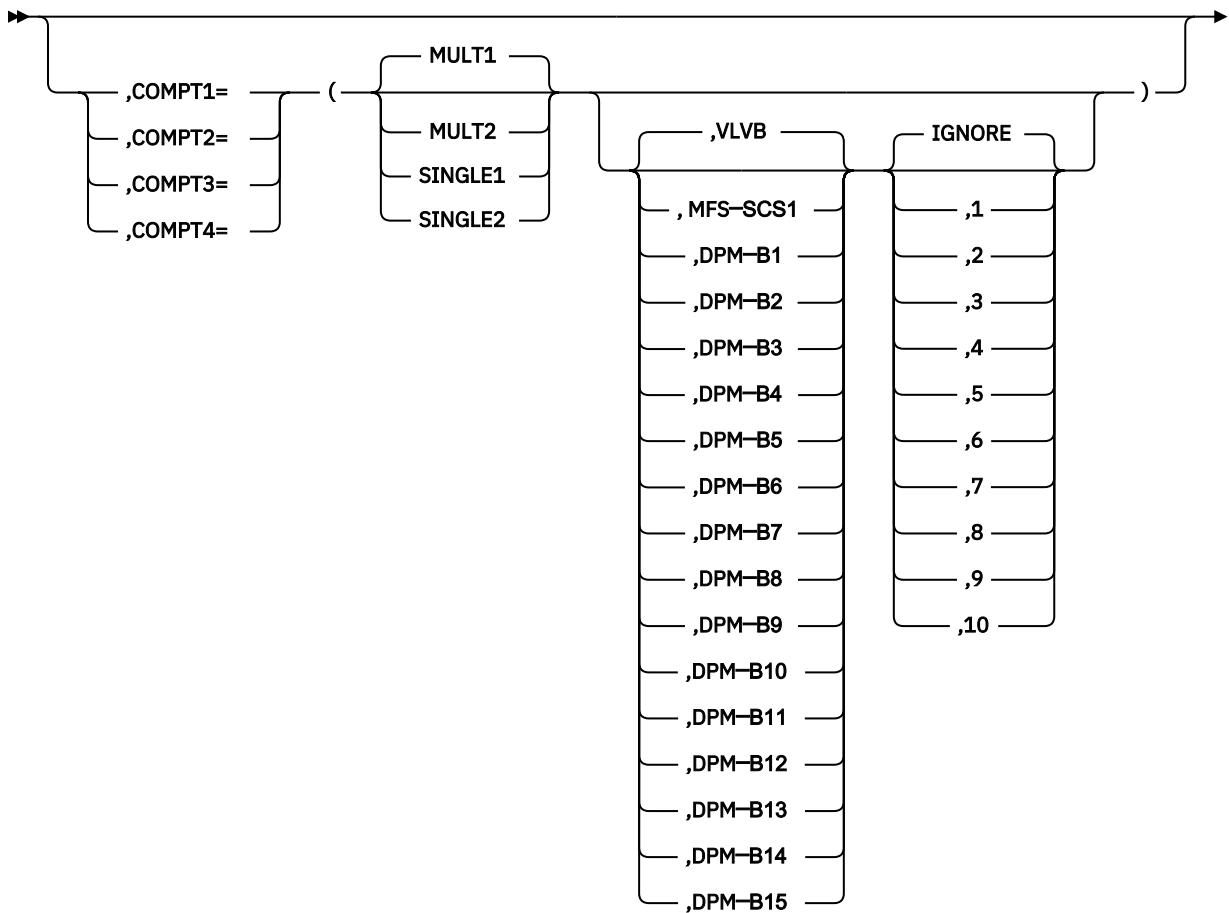 ,COMPT1=
,COMPT2=
,COMPT3=
,COMPT4=
(
MULT1
MULT2
SINGLE1
SINGLE2
,VLVB
, MFS-SCS1
,DPM-B1
,DPM-B2
,DPM-B3
,DPM-B4
,DPM-B5
,DPM-B6
,DPM-B7
,DPM-B8
,DPM-B9
,DPM-B10
,DPM-B11
,DPM-B12
,DPM-B13
,DPM-B14
,DPM-B15
IGNORE
,1
,2
,3
,4
,5
,6
,7
,8
,9
,10
)